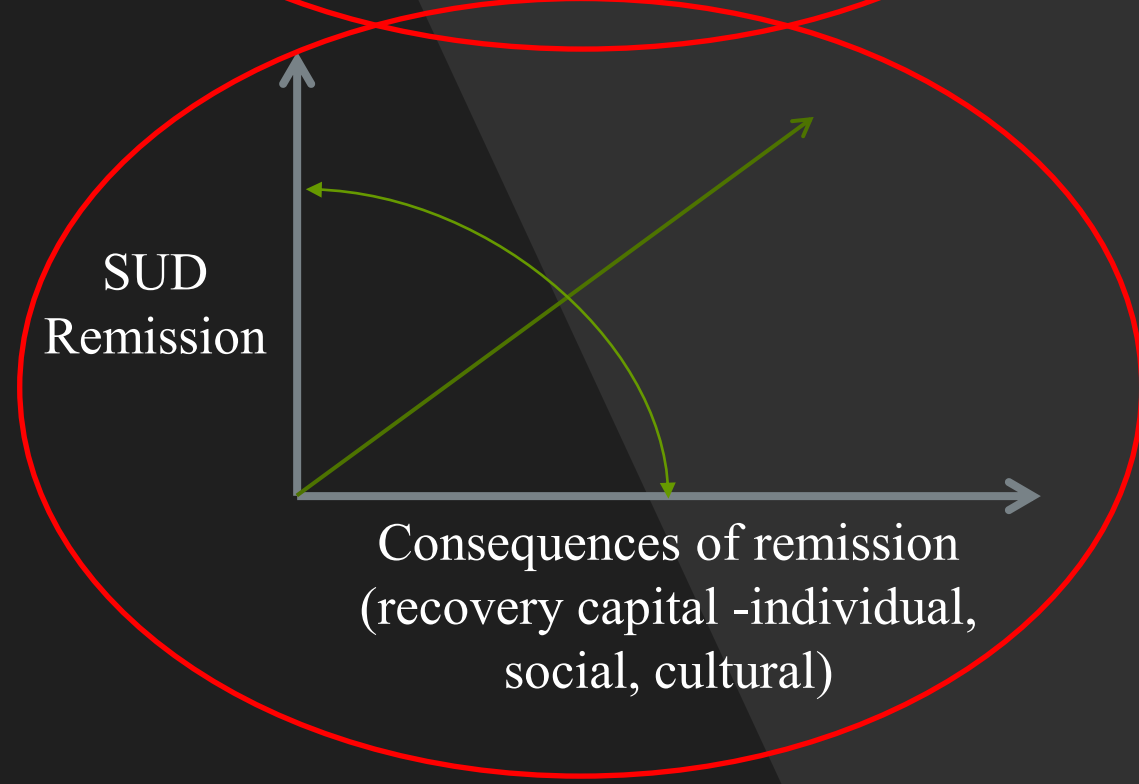 SUD
Remission
Consequences of remission
(recovery capital -individual,
social, cultural)